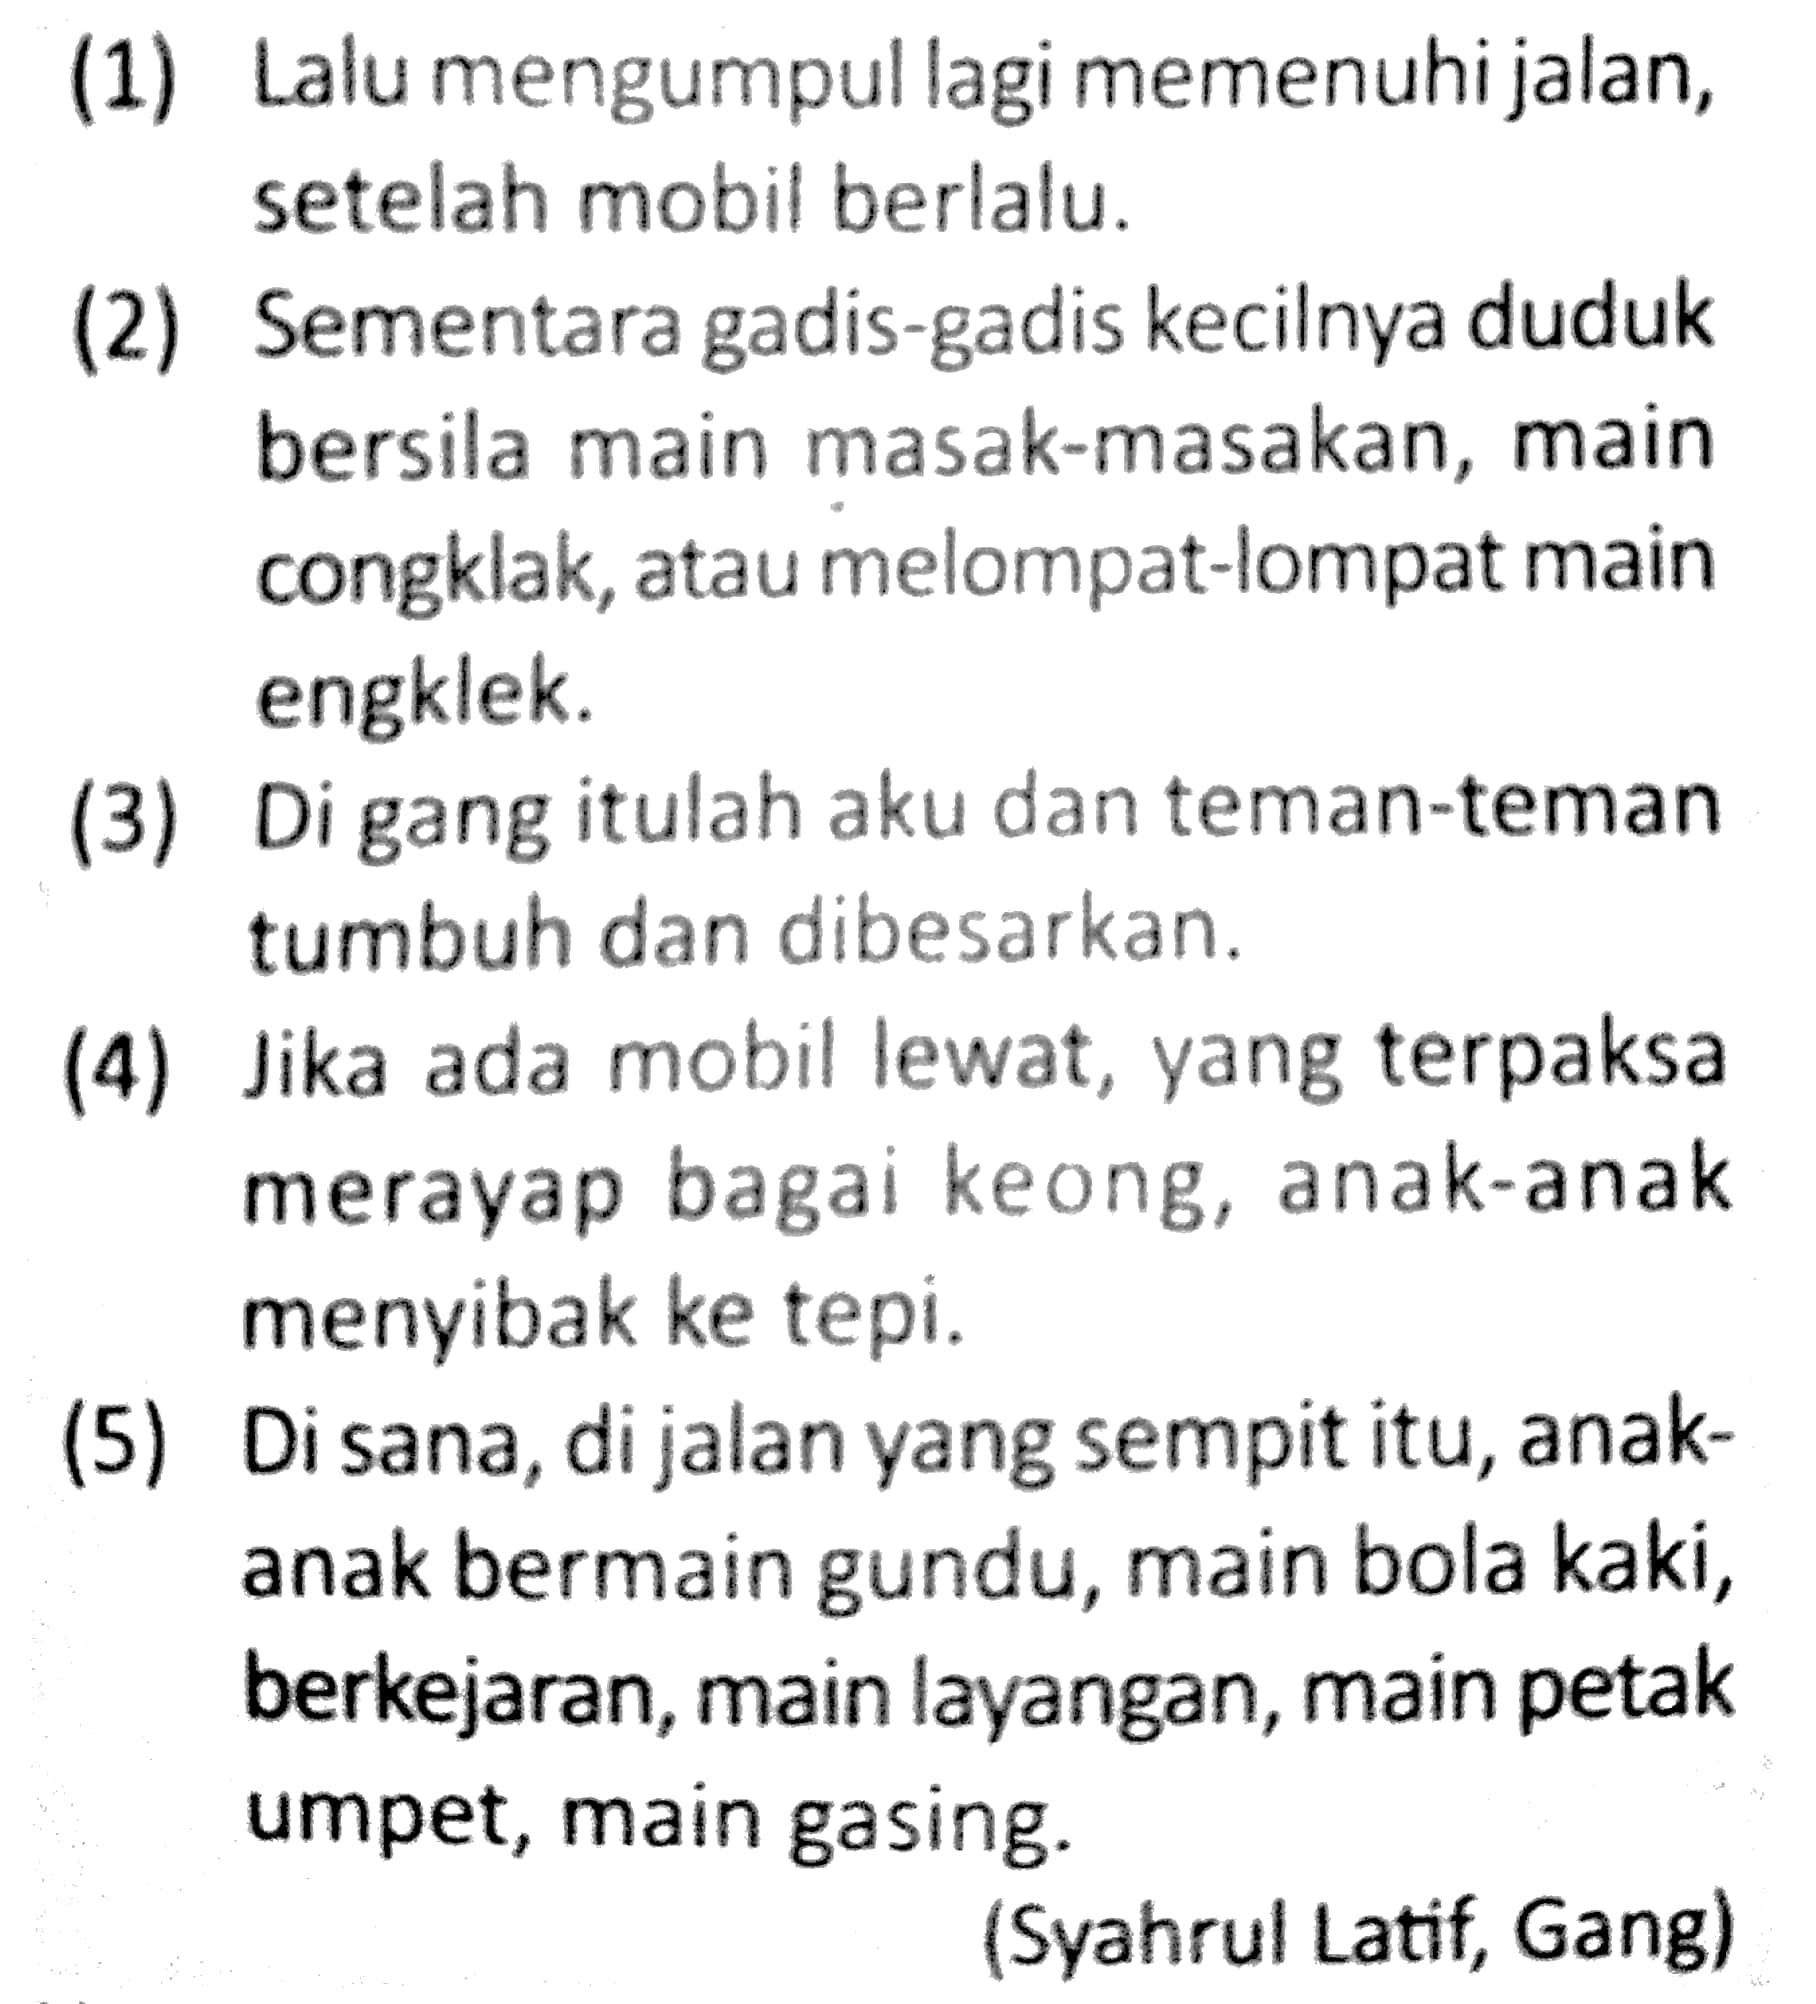 (1) Lalu mengumpul lagi memenuhi jalan,
setelah mobil berlalu.
(2) Sementara gadis-gadis kecilnya duduk
bersila main masak-masakan, main
congklak, atau melompat-lompat main
engklek.
(3) Di gang itulah aku dan teman-teman
tumbuh dan dibesarkan.
(4) Jika ada mobil lewat, yang terpaksa
merayap bagai keong, anak-anak
menyibak ke tepi.
(5) Di sana, di jalan yang sempit itu, anak-
anak bermain gundu, main bola kaki,
berkejaran, main layangan, main petak
umpet, main gasing.
(Syahrul Latif, Gang)